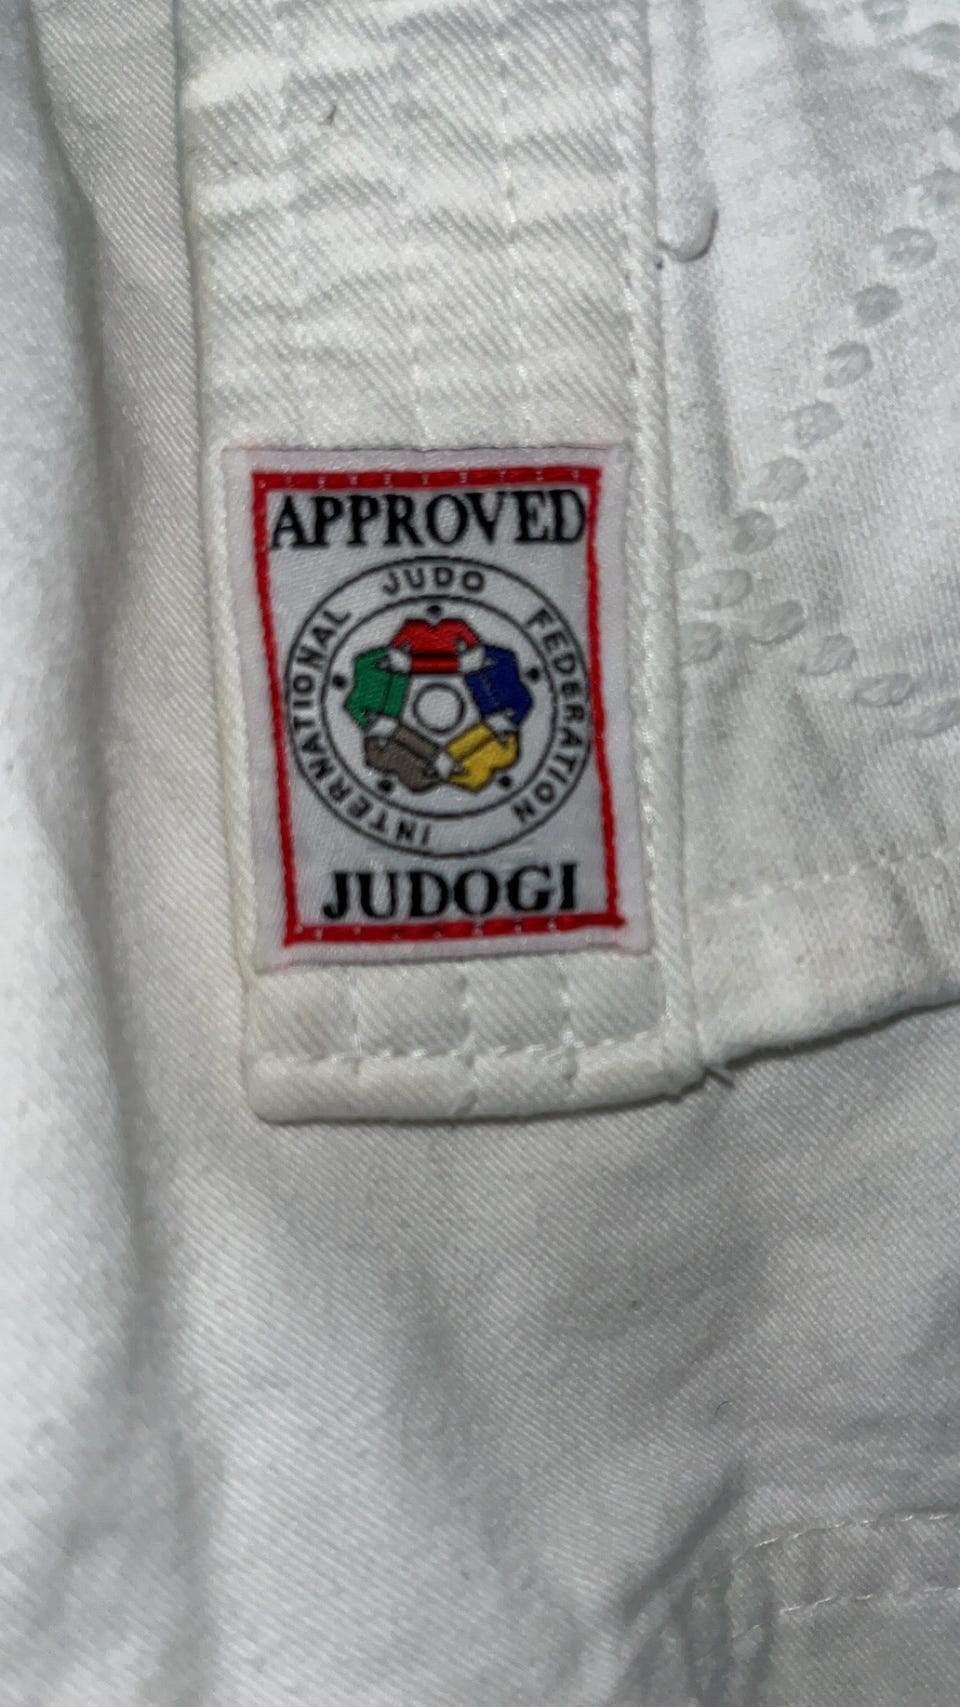 APPROVED
INTERNATIONAL JUDO FEDERATION
JUDOGI